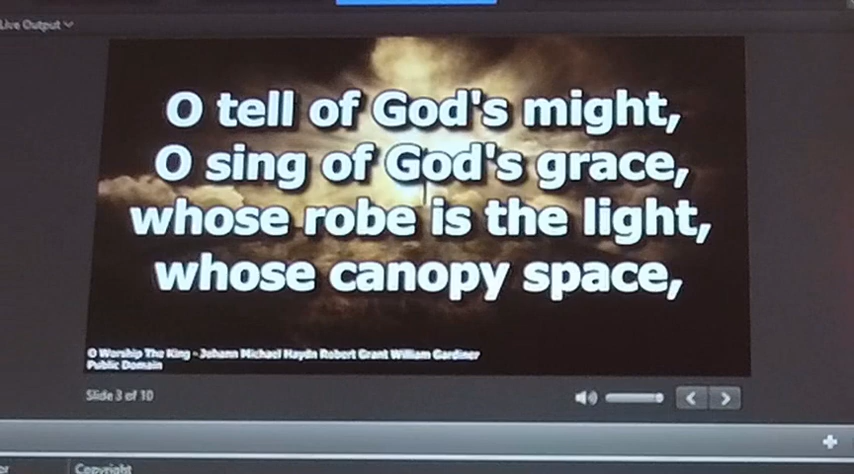 Live Output
O tell of God's might,
O sing of God's grace,
whose robe is the light,
whose canopy space,
O Worship The King - Johann Michael Haydn Robert Grant William Gardiner
Public Domain
Slide 3 of 10
er
Copyright